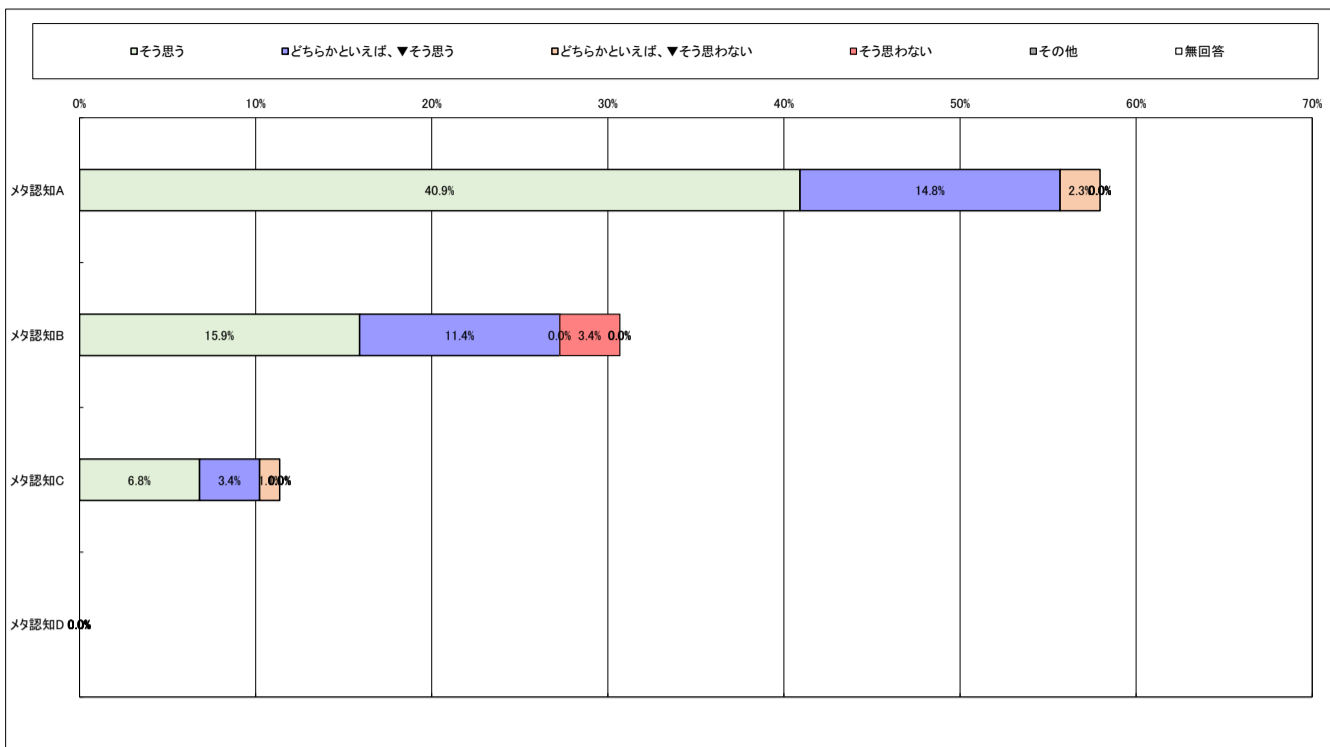 そう思う どちらかといえば、▼そう思う どちらかといえば、▼そう思わない そう思わない その他 無回答
0% 10% 20% 30% 40% 50% 60% 70%
メタ認知A 40.9% 14.8% 2.3% 0.0%
メタ認知B 15.9% 11.4% 0.0% 3.4% 0.0%
メタ認知C 6.8% 3.4% 0.0%
メタ認知D 0.0%